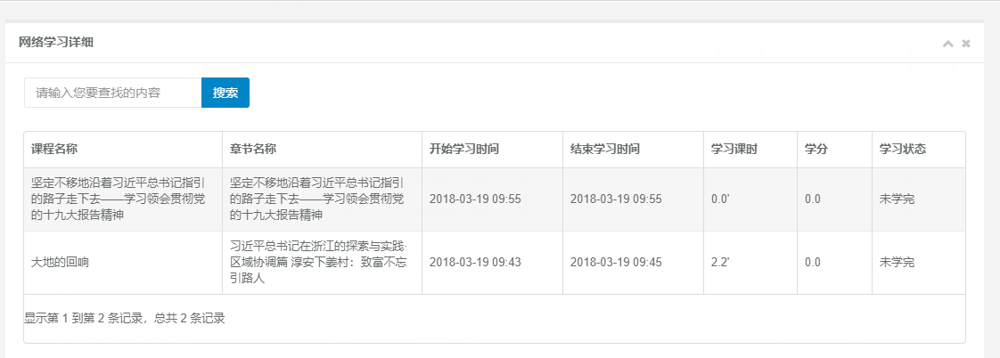 网络学习详细
请输入您要查找的内容 搜索
课程名称 章节名称 开始学习时间 结束学习时间 学习课时 学分 学习状态
坚定不移地沿着习近平总书记指引
的路子走下去——学习领会贯彻党
的十九大报告精神
坚定不移地沿着习近平总书记指引
的路子走下去——学习领会贯彻党
的十九大报告精神
2018-03-19 09:55 2018-03-19 09:55 0.0' 0.0 未学完
大地的回响
习近平总书记在浙江的探索与实践·
区域协调篇 淳安下姜村：致富不忘
引路人
2018-03-19 09:43 2018-03-19 09:45 2.2' 0.0 未学完
显示第 1 到第 2 条记录，总共 2 条记录